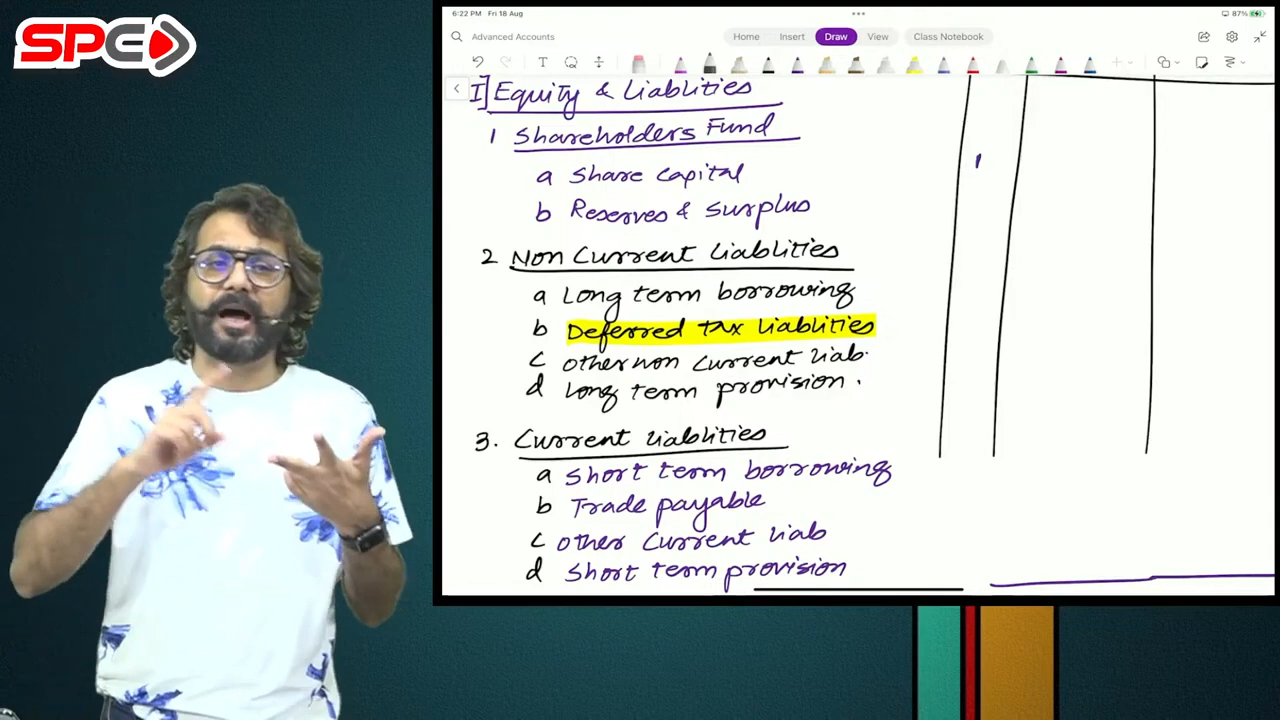 SPE
6:22 PM Fri 18 Aug
87%
Advanced Accounts
Home Insert Draw View Class Notebook
I] Equity & Liablities
1 Shareholders Fund
a Share Capital
1
b Reserves & Surplus
2 Non Current Liablities
a Long term borrowing
b Deferred tax liablities
c other non Current liab.
d Long term provision.
3. Current Liablities
a Short term borrowing
b Trade payable
c other Current liab
d Short term provision